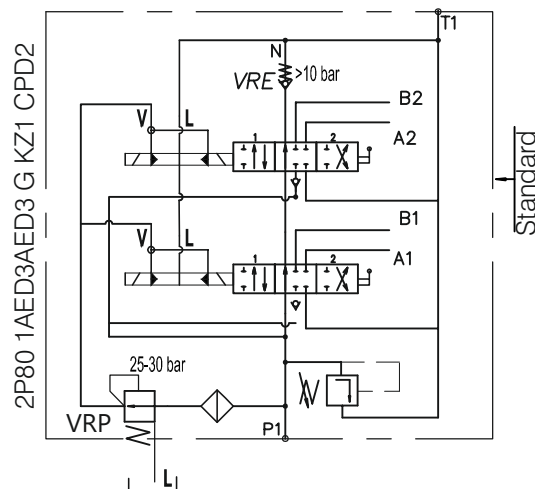 T1
N
VRE
>10 bar
B2
V
L
A2
1
2
2P80 1AED3AED3 G KZ1 CPD2
Standard
B1
V
L
A1
1
2
25-30 bar
VRP
P1
L